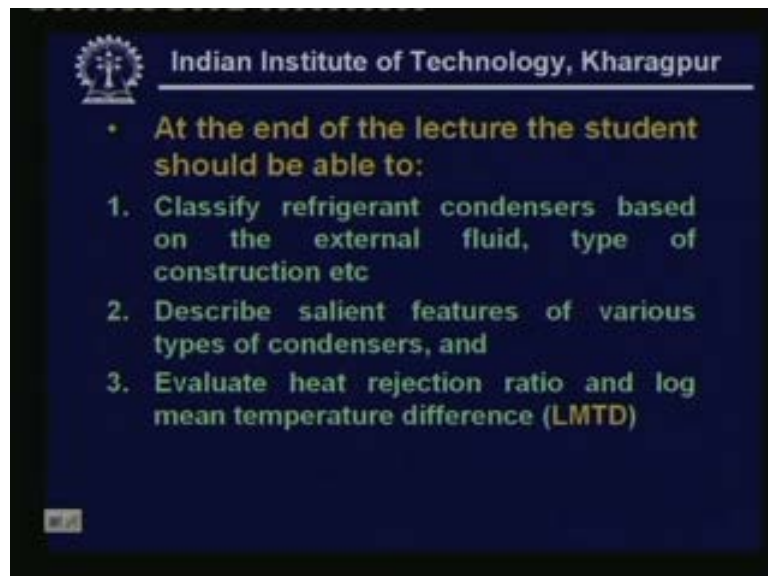 Indian Institute of Technology, Kharagpur
• At the end of the lecture the student
should be able to:
1. Classify refrigerant condensers based
on the external fluid, type of
construction etc
2. Describe salient features of various
types of condensers, and
3. Evaluate heat rejection ratio and log
mean temperature difference (LMTD)